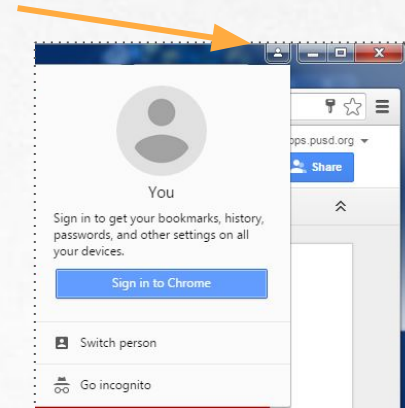 ops.pusd.org
Share
You
Sign in to get your bookmarks, history,
passwords, and other settings on all
your devices.
Sign in to Chrome
Switch person
Go incognito